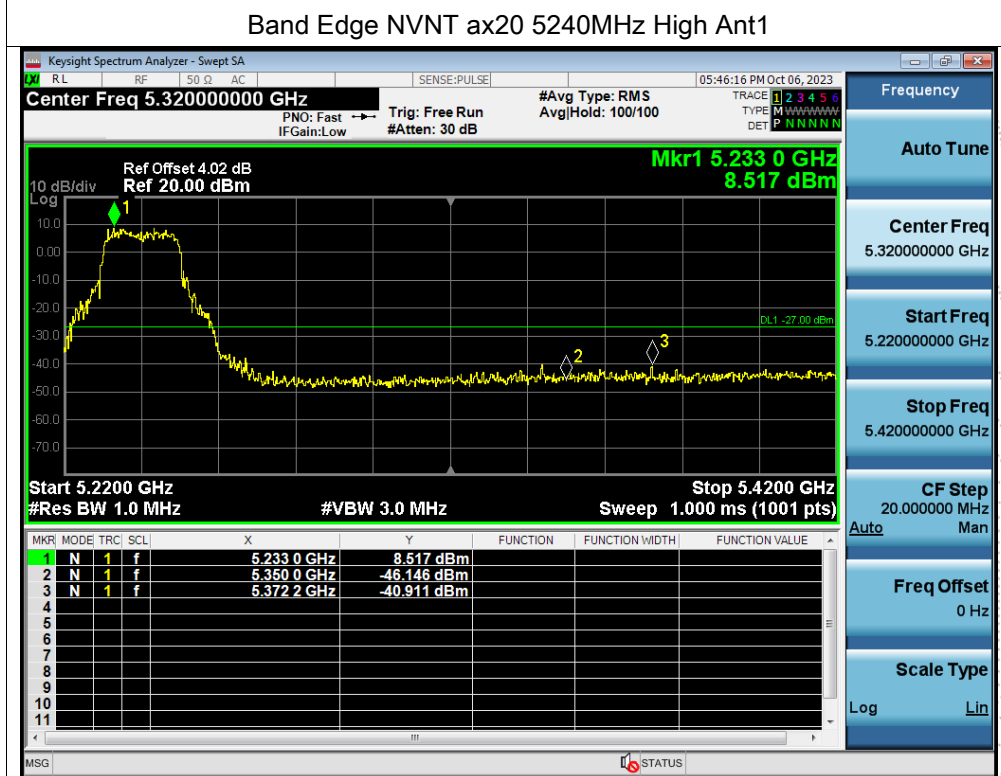 Band Edge NVNT ax20 5240MHz High Ant1
Keysight Spectrum Analyzer - Swept SA
LXI RL RF 50 Ω AC SENSE:PULSE 05:46:16 PM Oct 06, 2023
Center Freq 5.320000000 GHz
PNO: Fast
IFGain:Low
Trig: Free Run
#Atten: 30 dB
#Avg Type: RMS
Avg|Hold: 100/100
TRACE 1 2 3 4 5 6
TYPE M WWWWW
DET P N N N N N
Mkr1 5.233 0 GHz
8.517 dBm
Ref Offset 4.02 dB
10 dB/div Ref 20.00 dBm
Log
10.0
0.00
-10.0
-20.0
-30.0
-40.0
-50.0
-60.0
-70.0
1
2
3
DL1 -27.00 dBm
Start 5.2200 GHz Stop 5.4200 GHz
#Res BW 1.0 MHz #VBW 3.0 MHz Sweep 1.000 ms (1001 pts)
MKR MODE TRC SCL X Y FUNCTION FUNCTION WIDTH FUNCTION VALUE
1 N 1 f 5.233 0 GHz 8.517 dBm
2 N 1 f 5.350 0 GHz -46.146 dBm
3 N 1 f 5.372 2 GHz -40.911 dBm
4
5
6
7
8
9
10
11
MSG STATUS
Frequency
Auto Tune
Center Freq
5.320000000 GHz
Start Freq
5.220000000 GHz
Stop Freq
5.420000000 GHz
CF Step
20.000000 MHz
Auto Man
Freq Offset
0 Hz
Scale Type
Log Lin